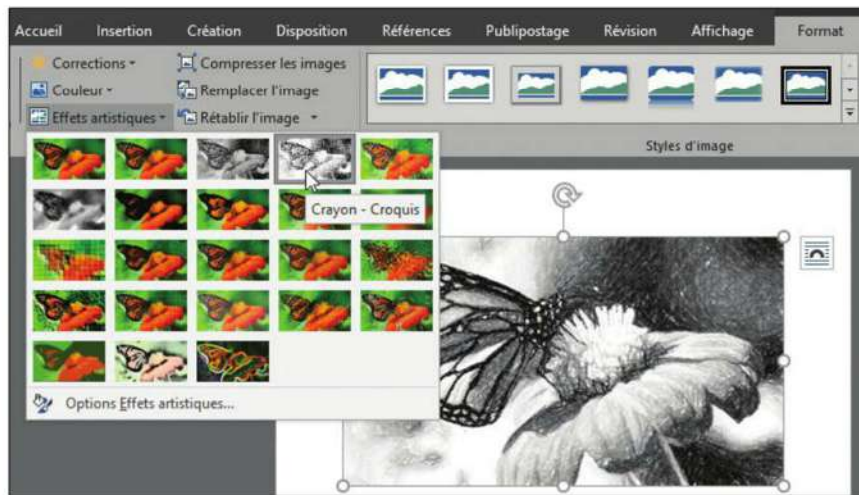 Accueil Insertion Création Disposition Références Publipostage Révision Affichage Format
Corrections Compresser les images
Couleur Remplacer l'image
Effets artistiques Rétablir l'image
Styles d'image
Crayon - Croquis
Options Effets artistiques...